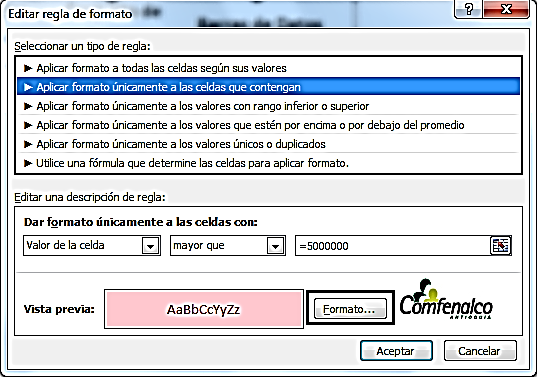 Editar regla de formato
Seleccionar un tipo de regla:
► Aplicar formato a todas las celdas según sus valores
► Aplicar formato únicamente a las celdas que contengan
► Aplicar formato únicamente a los valores con rango inferior o superior
► Aplicar formato únicamente a los valores que estén por encima o por debajo del promedio
► Aplicar formato únicamente a los valores únicos o duplicados
► Utilice una fórmula que determine las celdas para aplicar formato.
Editar una descripción de regla:
Dar formato únicamente a las celdas con:
Valor de la celda mayor que =5000000
Vista previa: AaBbCcYyZz Formato... Comfenalco
ANTIOQUIA
Aceptar Cancelar